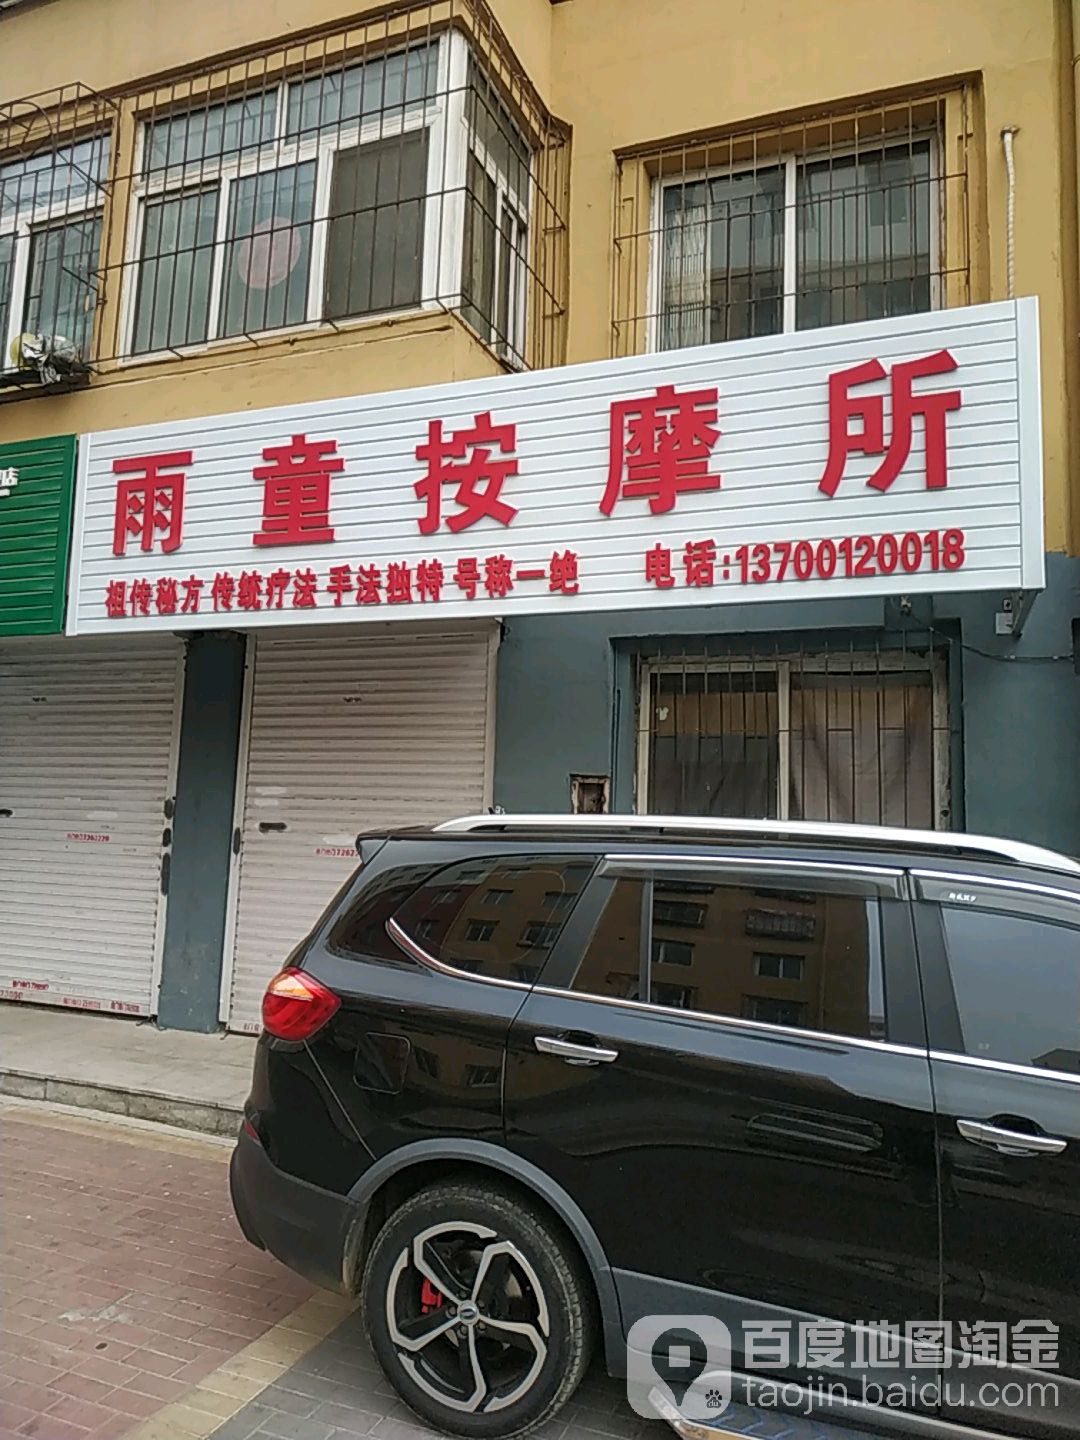 雨童按摩所
祖传秘方 传统疗法 手法独特 号称一绝 电话:13700120018
店
百度地图淘金
taojin.baidu.com